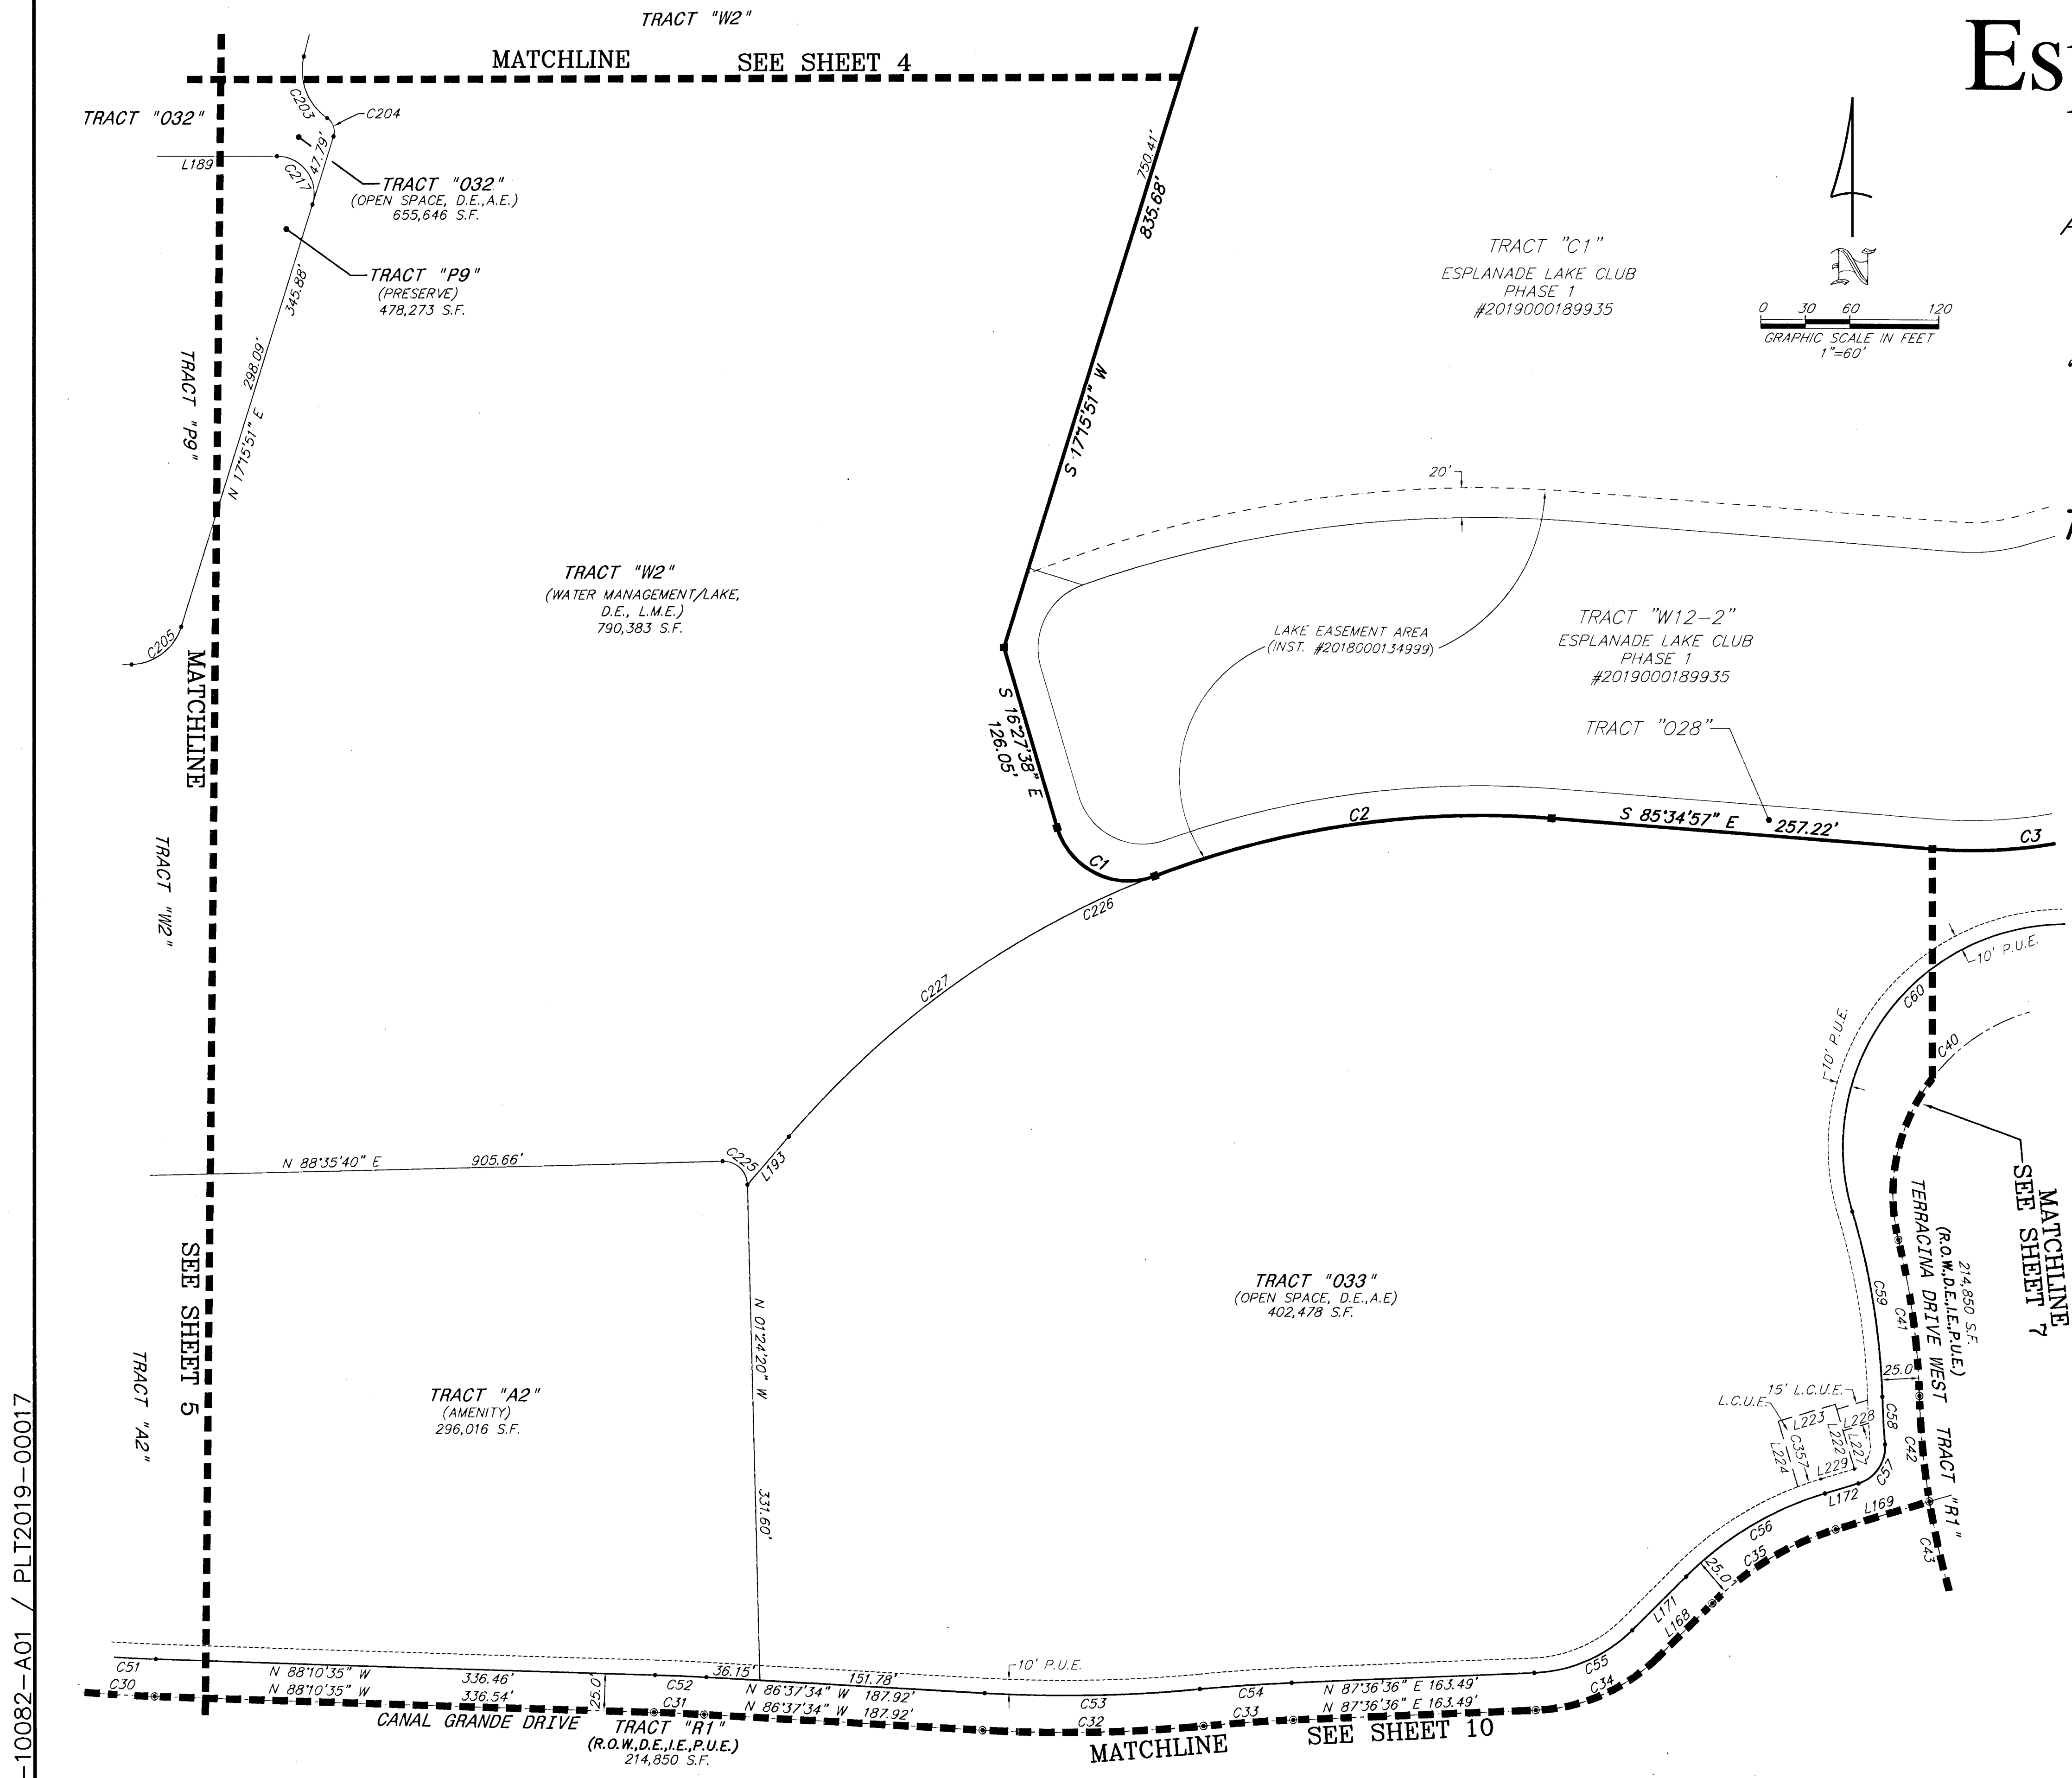 TRACT "W2"
MATCHLINE SEE SHEET 4
TRACT "O32"
C203
C204
47.79'
L189
C217
TRACT "O32"
(OPEN SPACE, D.E.,A.E.)
655,646 S.F.
TRACT "P9"
(PRESERVE)
478,273 S.F.
345.88'
298.09'
N 17°15'51" E
TRACT "P9"
C205
MATCHLINE
TRACT "W2"
SEE SHEET 5
TRACT "A2"
750.41'
835.68'
S 17°15'51" W
TRACT "C1"
ESPLANADE LAKE CLUB
PHASE 1
#2019000189935
N
0 30 60 120
GRAPHIC SCALE IN FEET
1"=60'
20'
TRACT "W2"
(WATER MANAGEMENT/LAKE,
D.E., L.M.E.)
790,383 S.F.
LAKE EASEMENT AREA
(INST. #2018000134999)
TRACT "W12-2"
ESPLANADE LAKE CLUB
PHASE 1
#2019000189935
TRACT "O28"
S 16°27'38" E
126.05'
C1
C2
S 85°34'57" E 257.22'
C3
C226
C227
10' P.U.E.
C60
10' P.U.E.
C40
N 88°35'40" E 905.66'
C225
L193
MATCHLINE
SEE SHEET 7
214,850 S.F.
(R.O.W.,D.E.,I.E.,P.U.E.)
TERRACINA DRIVE WEST TRACT "R1"
TRACT "O33"
(OPEN SPACE, D.E.,A.E)
402,478 S.F.
C59
C41
25.0'
N 01°24'20" W 331.60'
TRACT "A2"
(AMENITY)
296,016 S.F.
15' L.C.U.E.
L.C.U.E.
L223
L228
C58
C357
L222
L227
L224
L229
C42
C57
L172
L169
C43
C56
C35
25.0'
L171
L168
C55
C34
C51
N 88°10'35" W 336.46'
C30
N 88°10'35" W 336.54'
25.0'
C52
36.15'
151.78'
C31
N 86°37'34" W 187.92'
N 86°37'34" W 187.92'
10' P.U.E.
C53
C54
N 87°36'36" E 163.49'
C32
C33
N 87°36'36" E 163.49'
CANAL GRANDE DRIVE TRACT "R1"
(R.O.W.,D.E.,I.E.,P.U.E.)
214,850 S.F.
MATCHLINE SEE SHEET 10
-10082-A01 / PLT2019-00017
Es